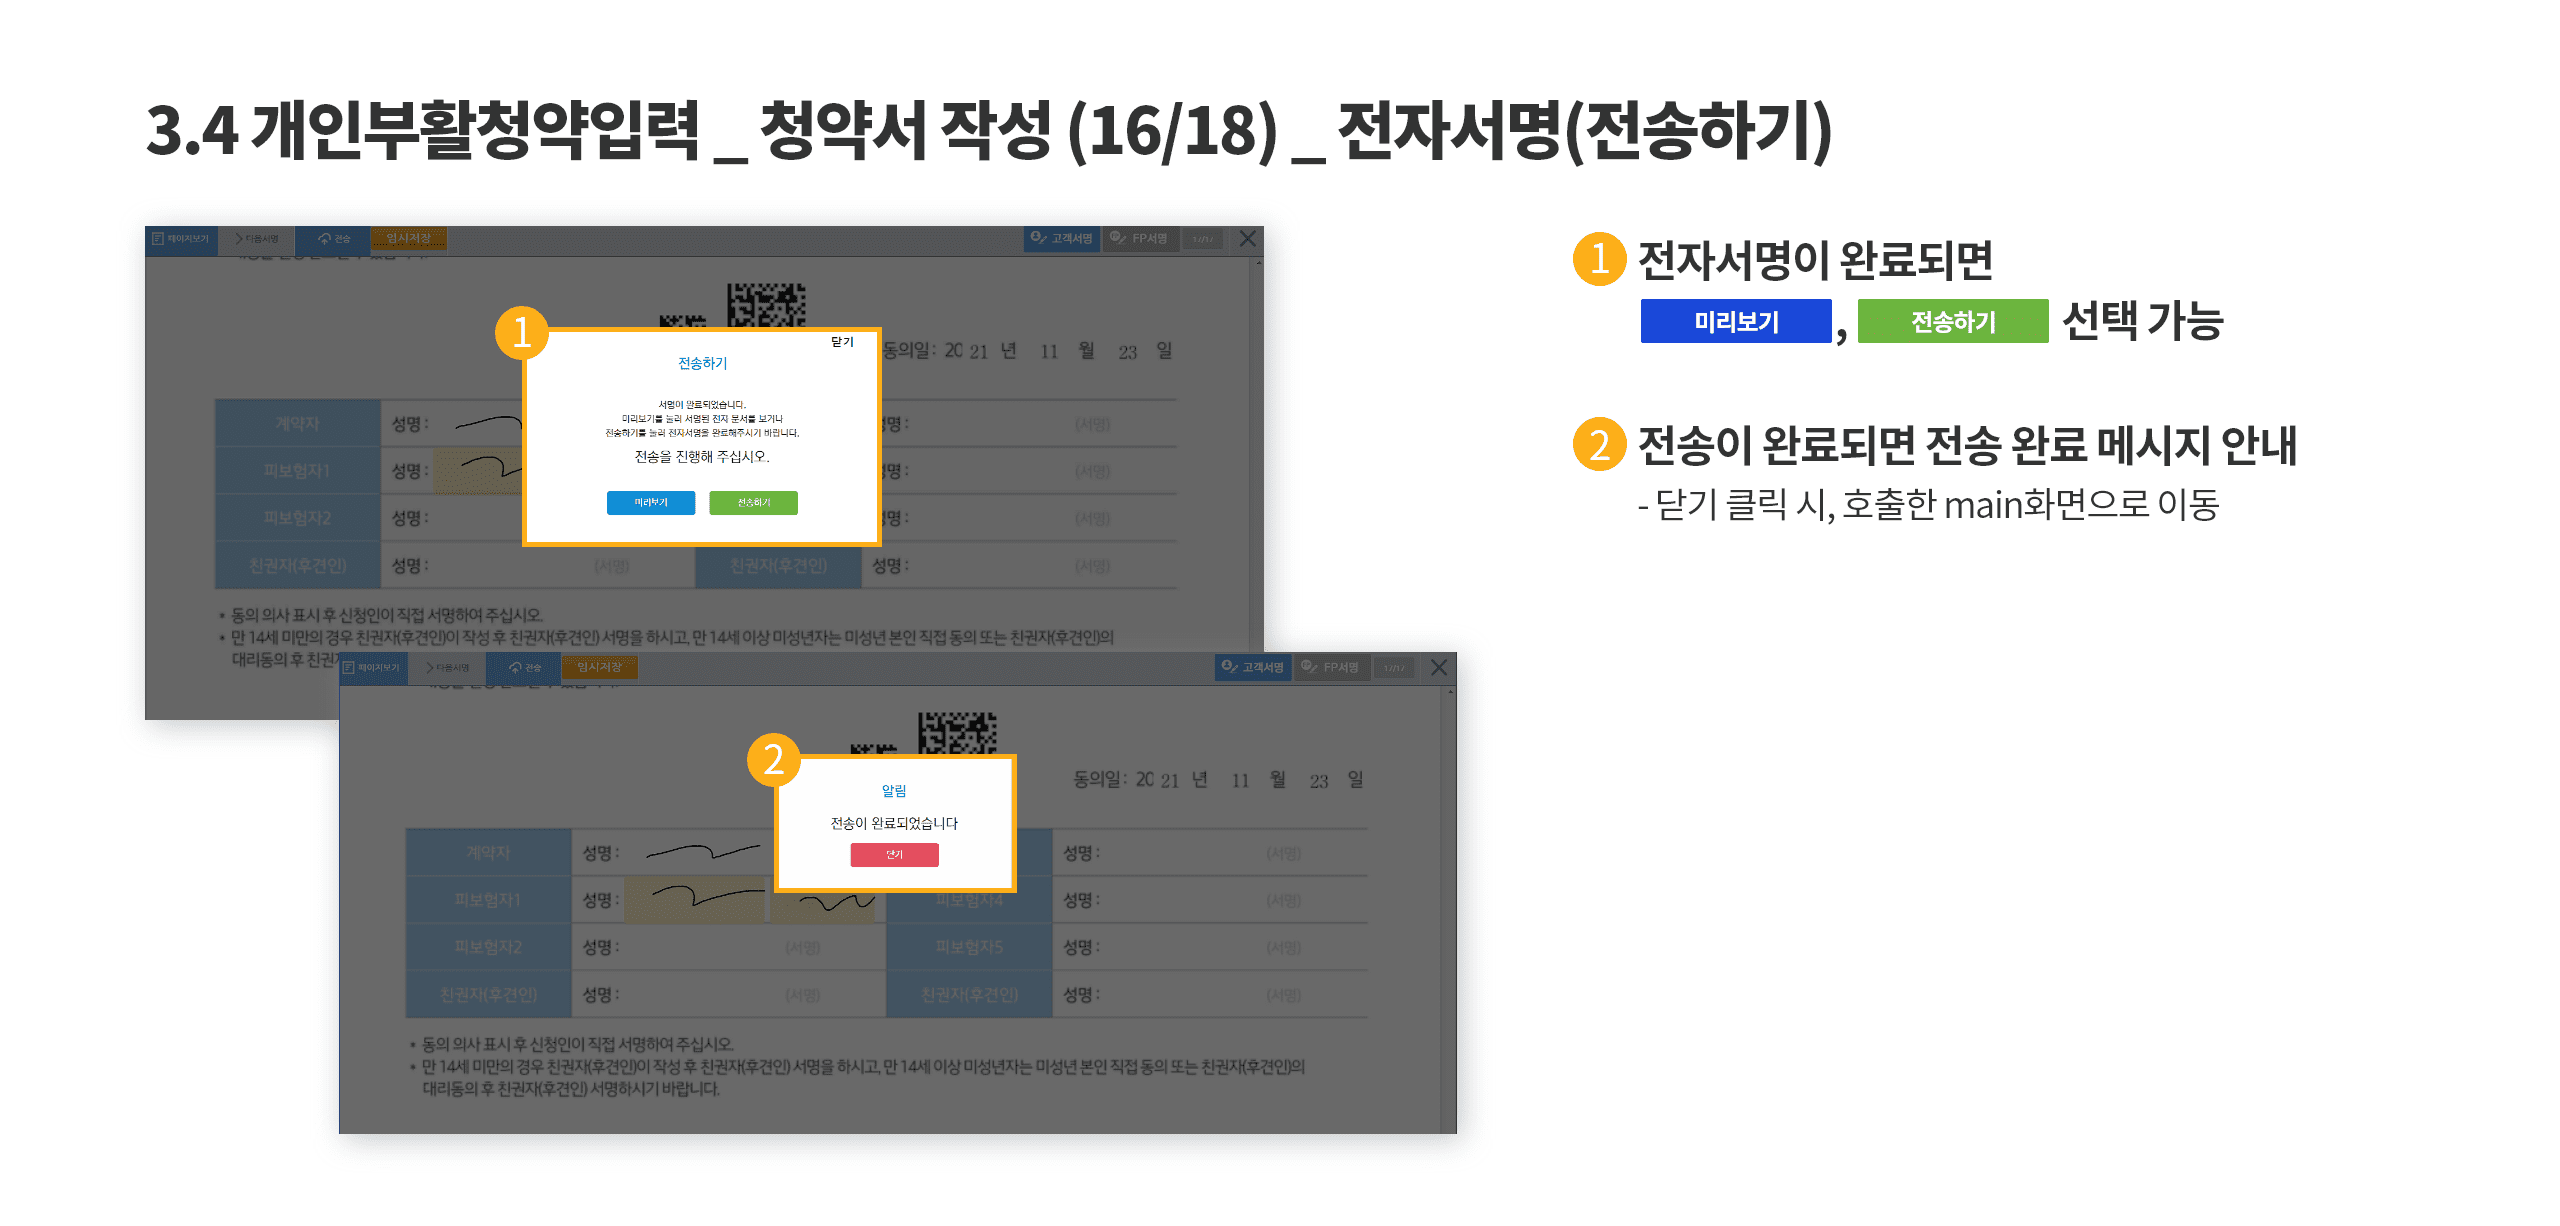 3.4 개인부활청약입력 _ 청약서 작성 (16/18) _ 전자서명(전송하기)
페이지보기 다음서명 전송 임시저장 고객서명 FP서명
1
닫기
전송하기
서명이 완료되었습니다.
미리보기를 눌러 서명된 전자 문서를 보거나
전송하기를 눌러 전자서명을 완료해주시기 바랍니다.
전송을 진행해 주십시오.
미리보기 전송하기
동의일: 20 21 년 11 월 23 일
계약자 성명 : 성명 : (서명)
피보험자1 성명 : 성명 : (서명)
피보험자2 성명 : 성명 : (서명)
친권자(후견인) 성명 : (서명) 친권자(후견인) 성명 : (서명)
* 동의 의사 표시 후 신청인이 직접 서명하여 주십시오.
* 만 14세 미만의 경우 친권자(후견인)이 작성 후 친권자(후견인) 서명을 하시고, 만 14세 이상 미성년자는 미성년 본인 직접 동의 또는 친권자(후견인)의
대리동의 후 친권
페이지보기 다음서명 전송 임시저장 고객서명 FP서명
2
알림
전송이 완료되었습니다
닫기
동의일: 20 21 년 11 월 23 일
계약자 성명 : 성명 : (서명)
피보험자1 성명 : 피보험자4 성명 : (서명)
피보험자2 성명 : (서명) 피보험자5 성명 : (서명)
친권자(후견인) 성명 : (서명) 친권자(후견인) 성명 : (서명)
* 동의 의사 표시 후 신청인이 직접 서명하여 주십시오.
* 만 14세 미만의 경우 친권자(후견인)이 작성 후 친권자(후견인) 서명을 하시고, 만 14세 이상 미성년자는 미성년 본인 직접 동의 또는 친권자(후견인)의
대리동의 후 친권자(후견인) 서명하시기 바랍니다.
1 전자서명이 완료되면
미리보기 , 전송하기 선택 가능
2 전송이 완료되면 전송 완료 메시지 안내
- 닫기 클릭 시, 호출한 main화면으로 이동